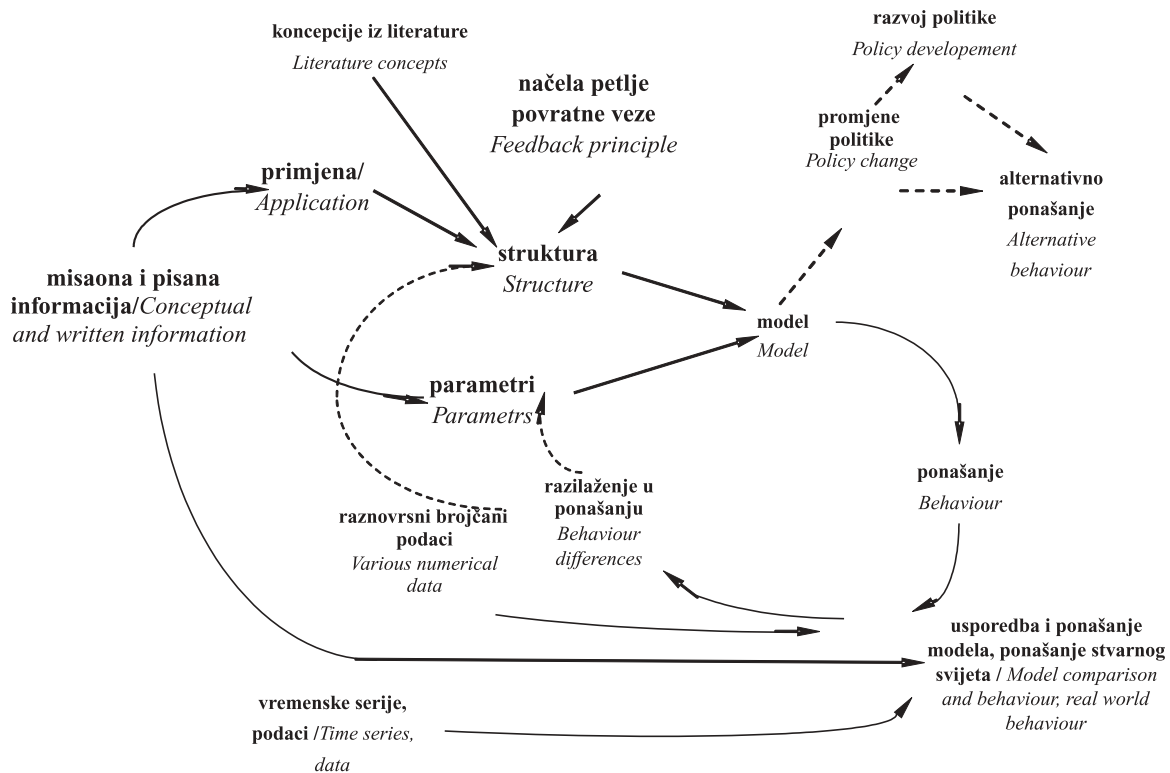 koncepcije iz literature
Literature concepts
razvoj politike
Policy developement
načela petlje
povratne veze
Feedback principle
promjene
politike
Policy change
primjena/
Application
alternativno
ponašanje
Alternative
behaviour
struktura
Structure
misaona i pisana
informacija/Conceptual
and written information
model
Model
parametri
Parametrs
ponašanje
Behaviour
razilaženje u
ponašanju
Behaviour
differences
raznovrsni brojčani
podaci
Various numerical
data
usporedba i ponašanje
modela, ponašanje stvarnog
svijeta / Model comparison
and behaviour, real world
behaviour
vremenske serije,
podaci /Time series,
data